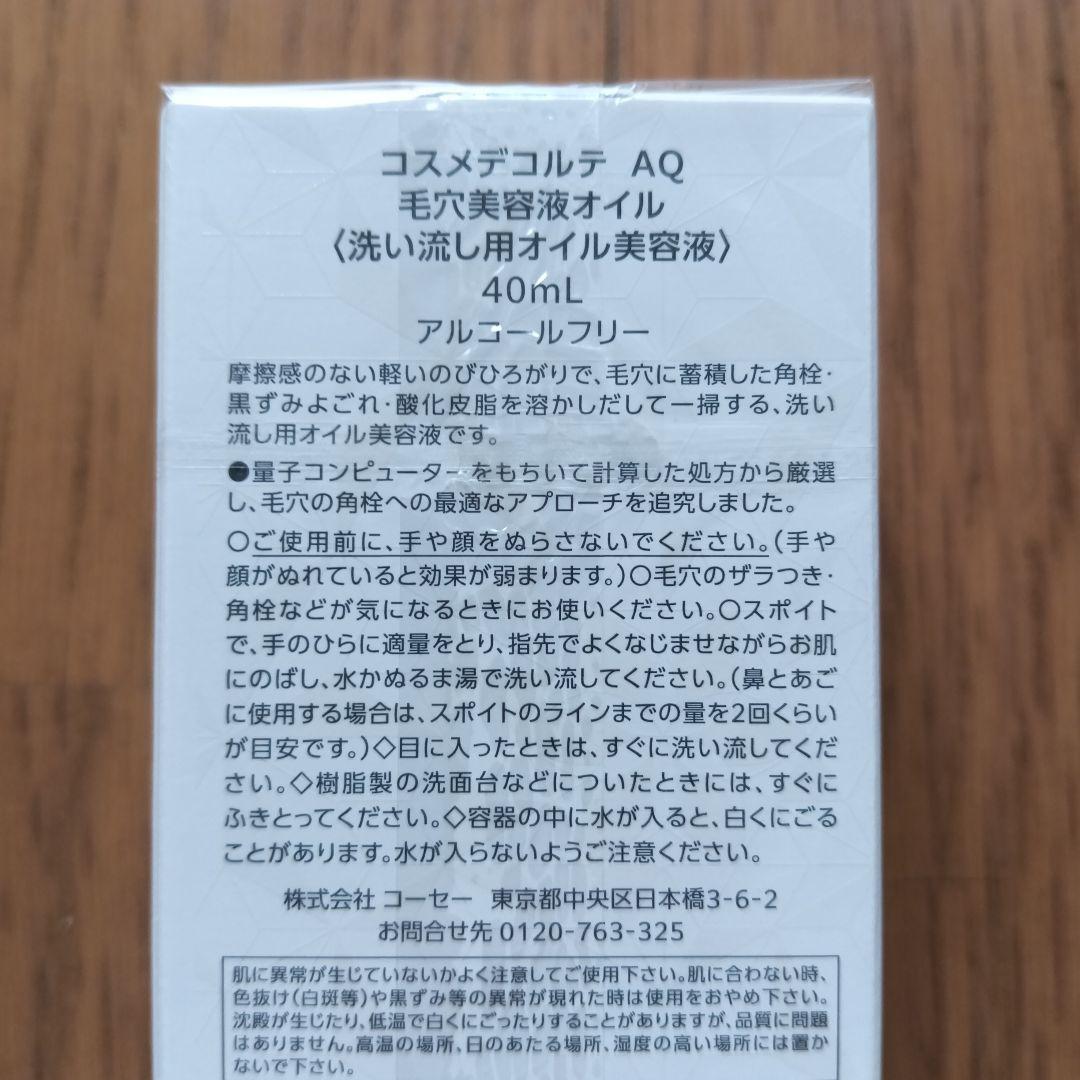 コスメデコルテ AQ
毛穴美容液オイル
〈洗い流し用オイル美容液〉
40mL
アルコールフリー
摩擦感のない軽いのびひろがりで、毛穴に蓄積した角栓・
黒ずみよごれ・酸化皮脂を溶かしだして一掃する、洗い
流し用オイル美容液です。
●量子コンピューターをもちいて計算した処方から厳選
し、毛穴の角栓への最適なアプローチを追究しました。
○ご使用前に、手や顔をぬらさないでください。(手や
顔がぬれていると効果が弱まります。)○毛穴のザラつき・
角栓などが気になるときにお使いください。○スポイト
で、手のひらに適量をとり、指先でよくなじませながらお肌
にのばし、水かぬるま湯で洗い流してください。(鼻とあご
に使用する場合は、スポイトのラインまでの量を2回くらい
が目安です。)◇目に入ったときは、すぐに洗い流してくだ
さい。◇樹脂製の洗面台などについたときには、すぐに
ふきとってください。◇容器の中に水が入ると、白くにごる
ことがあります。水が入らないようご注意ください。
株式会社 コーセー 東京都中央区日本橋3-6-2
お問合せ先 0120-763-325
肌に異常が生じていないかよく注意してご使用下さい。肌に合わない時、
色抜け(白斑等)や黒ずみ等の異常が現れた時は使用をおやめ下さい。
沈殿が生じたり、低温で白くにごったりすることがありますが、品質に問題
はありません。高温の場所、日のあたる場所、湿度の高い場所には置か
ないで下さい。